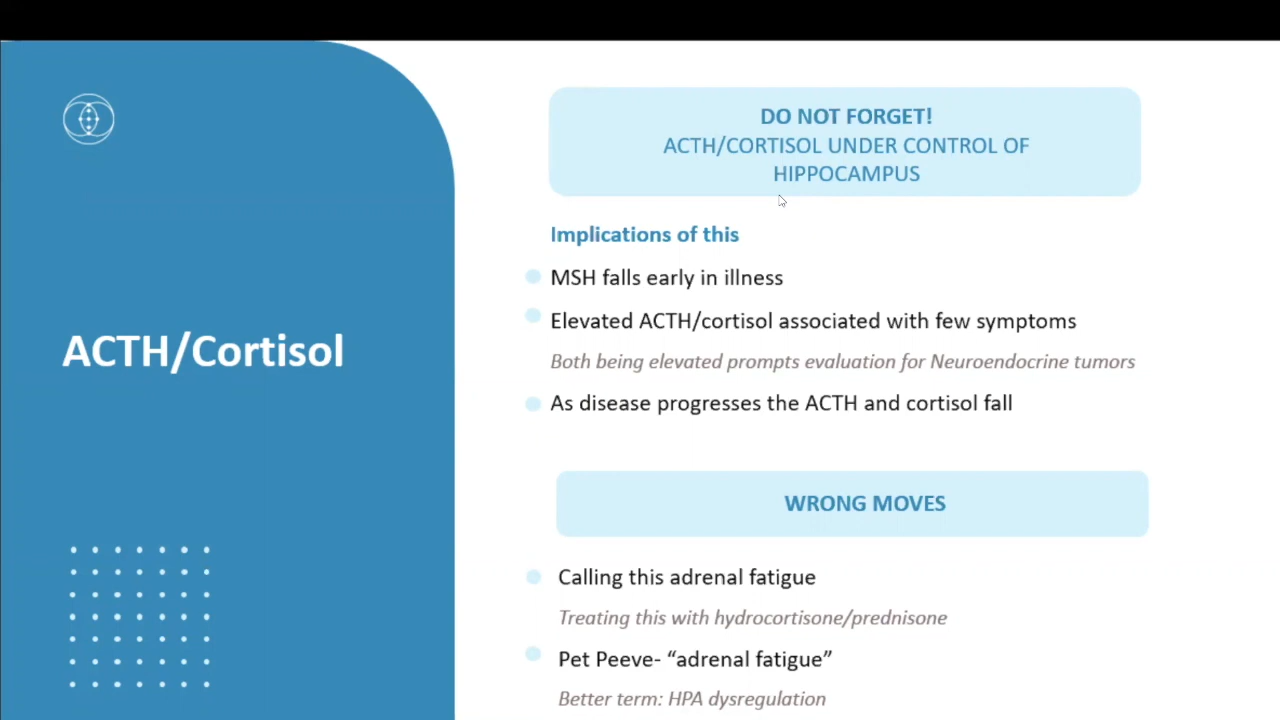 ACTH/Cortisol
DO NOT FORGET!
ACTH/CORTISOL UNDER CONTROL OF
HIPPOCAMPUS
Implications of this
MSH falls early in illness
Elevated ACTH/cortisol associated with few symptoms
Both being elevated prompts evaluation for Neuroendocrine tumors
As disease progresses the ACTH and cortisol fall
WRONG MOVES
Calling this adrenal fatigue
Treating this with hydrocortisone/prednisone
Pet Peeve- “adrenal fatigue”
Better term: HPA dysregulation